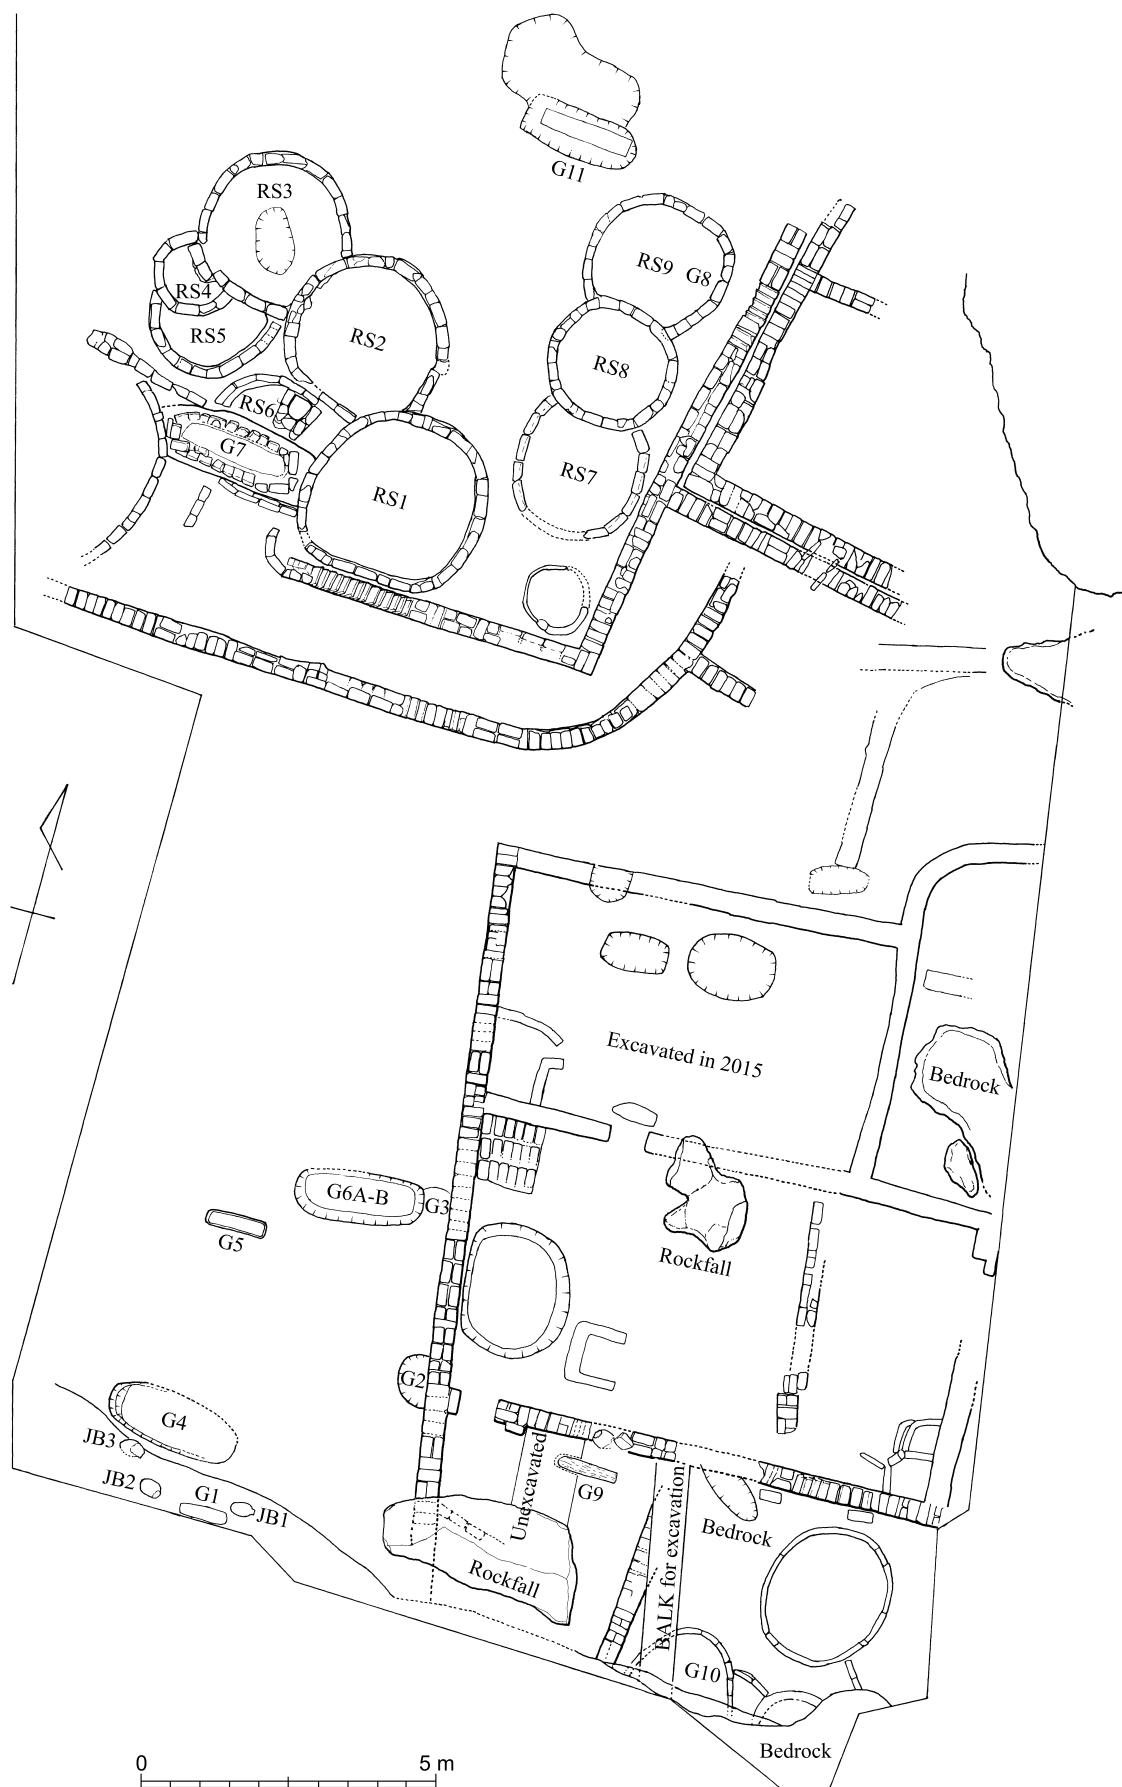 G11
RS3
RS9
G8
RS4
RS5
RS2
RS8
RS6
G7
RS7
RS1
Excavated in 2015
Bedrock
G6A-B
G3
G5
Rockfall
G2
G4
JB3
JB2
G1
JB1
Unexcavated
G9
BALK for excavation
Bedrock
Rockfall
G10
Bedrock
0
5 m